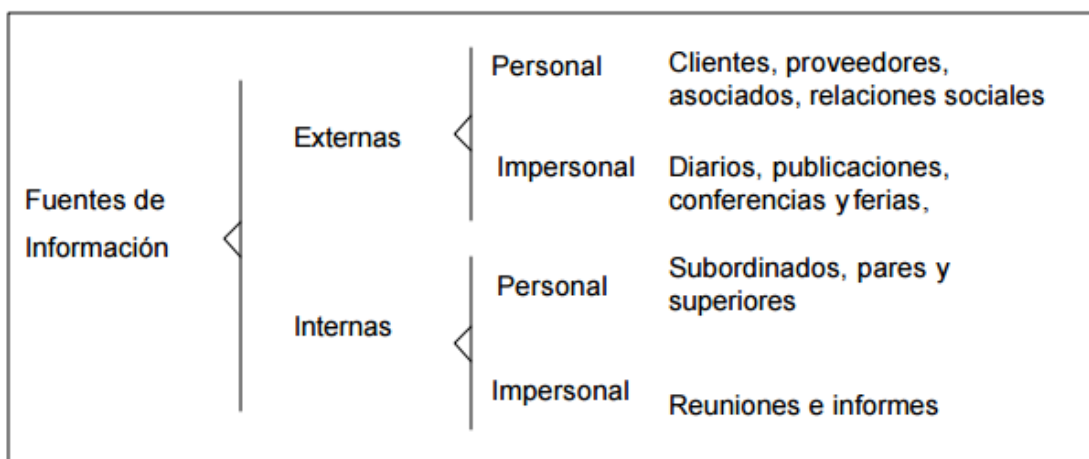 Personal
Clientes, proveedores,
asociados, relaciones sociales
Externas
Impersonal
Diarios, publicaciones,
conferencias y ferias,
Fuentes de
Información
Personal
Subordinados, pares y
superiores
Internas
Impersonal
Reuniones e informes